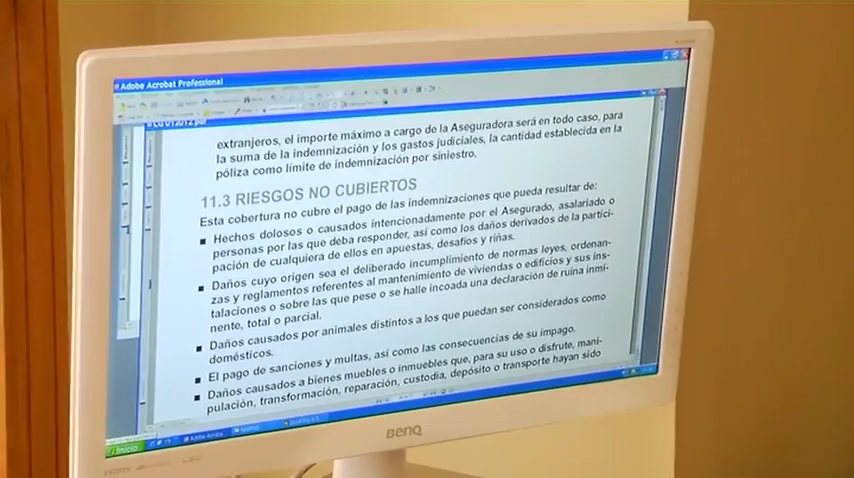 Adobe Acrobat Professional
extranjeros, el importe máximo a cargo de la Aseguradora será en todo caso, para
la suma de la indemnización y los gastos judiciales, la cantidad establecida en la
póliza como límite de indemnización por siniestro.
11.3 RIESGOS NO CUBIERTOS
Esta cobertura no cubre el pago de las indemnizaciones que pueda resultar de:
■ Hechos dolosos o causados intencionadamente por el Asegurado, asalariado o
personas por las que deba responder, así como los daños derivados de la partici-
pación de cualquiera de ellos en apuestas, desafíos y riñas.
■ Daños cuyo origen sea el deliberado incumplimiento de normas leyes, ordenan-
zas y reglamentos referentes al mantenimiento de viviendas o edificios y sus ins-
talaciones o sobre las que pese o se halle incoada una declaración de ruina inmi-
nente, total o parcial.
■ Daños causados por animales distintos a los que puedan ser considerados como
domésticos.
■ El pago de sanciones y multas, así como las consecuencias de su impago.
■ Daños causados a bienes muebles o inmuebles que, para su uso o disfrute, mani-
pulación, transformación, reparación, custodia, depósito o transporte hayan sido
Inicio
BenQ
HDMI